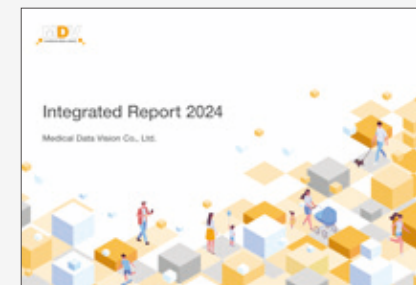 MDV
Integrated Report 2024
Medical Data Vision Co., Ltd.